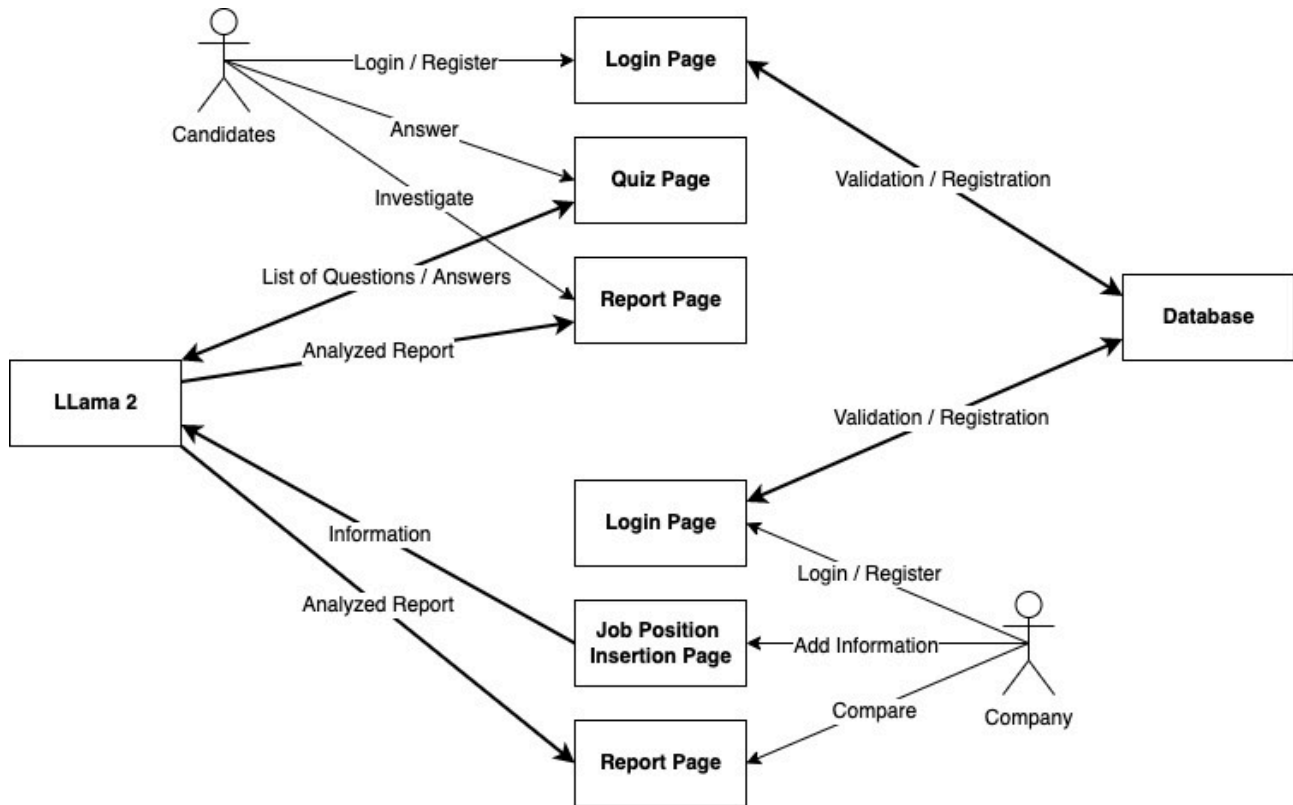 Login / Register
Login Page
Candidates
Answer
Quiz Page
Validation / Registration
Investigate
List of Questions / Answers
Report Page
Database
Analyzed Report
LLama 2
Validation / Registration
Login Page
Information
Login / Register
Analyzed Report
Job Position
Insertion Page
Add Information
Compare
Company
Report Page